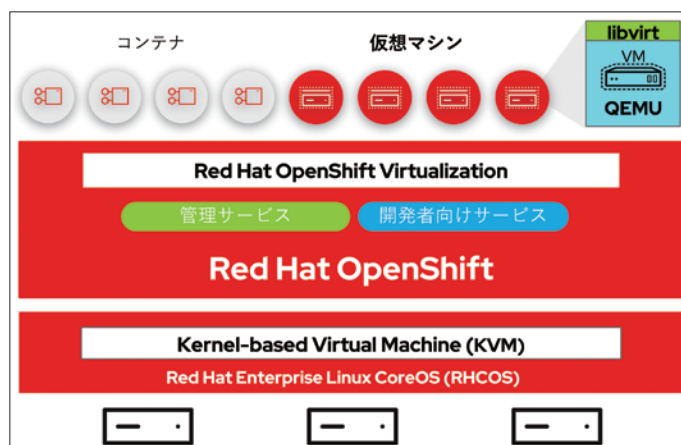 コンテナ
仮想マシン
libvirt
VM
QEMU
Red Hat OpenShift Virtualization
管理サービス
開発者向けサービス
Red Hat OpenShift
Kernel-based Virtual Machine (KVM)
Red Hat Enterprise Linux CoreOS (RHCOS)